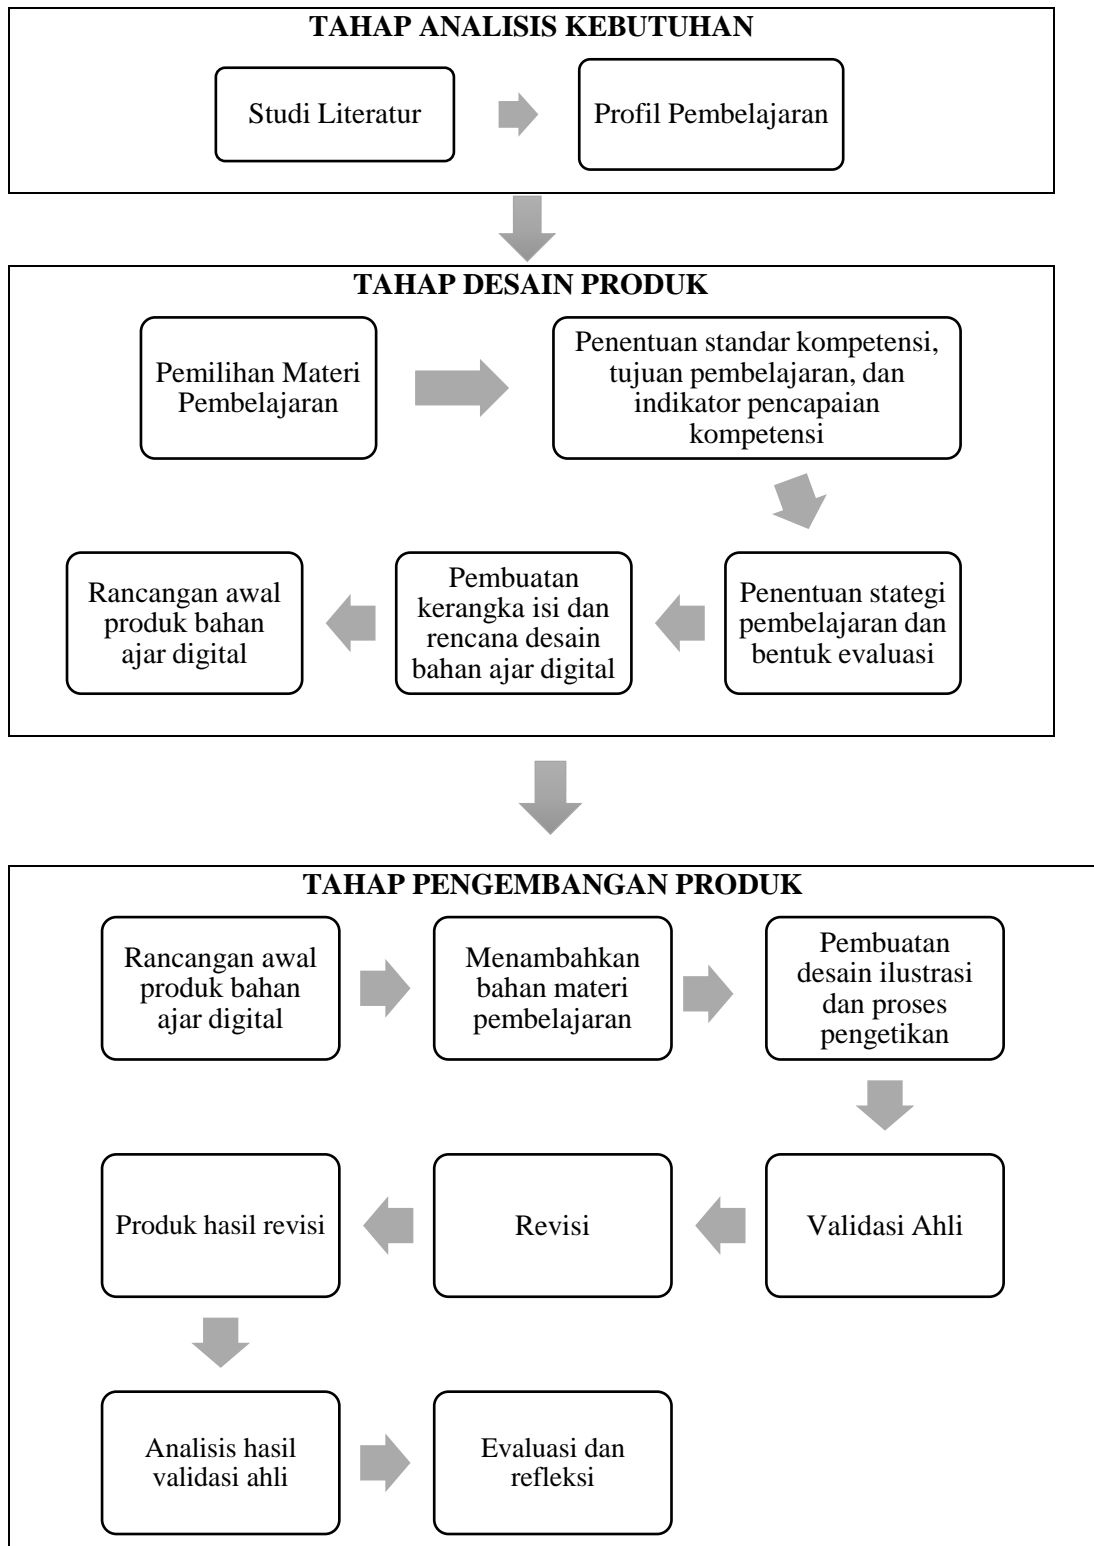 TAHAP ANALISIS KEBUTUHAN
Studi Literatur
Profil Pembelajaran
TAHAP DESAIN PRODUK
Pemilihan Materi
Pembelajaran
Penentuan standar kompetensi,
tujuan pembelajaran, dan
indikator pencapaian
kompetensi
Penentuan stategi
pembelajaran dan
bentuk evaluasi
Pembuatan
kerangka isi dan
rencana desain
bahan ajar digital
Rancangan awal
produk bahan
ajar digital
TAHAP PENGEMBANGAN PRODUK
Rancangan awal
produk bahan
ajar digital
Menambahkan
bahan materi
pembelajaran
Pembuatan
desain ilustrasi
dan proses
pengetikan
Validasi Ahli
Revisi
Produk hasil revisi
Analisis hasil
validasi ahli
Evaluasi dan
refleksi